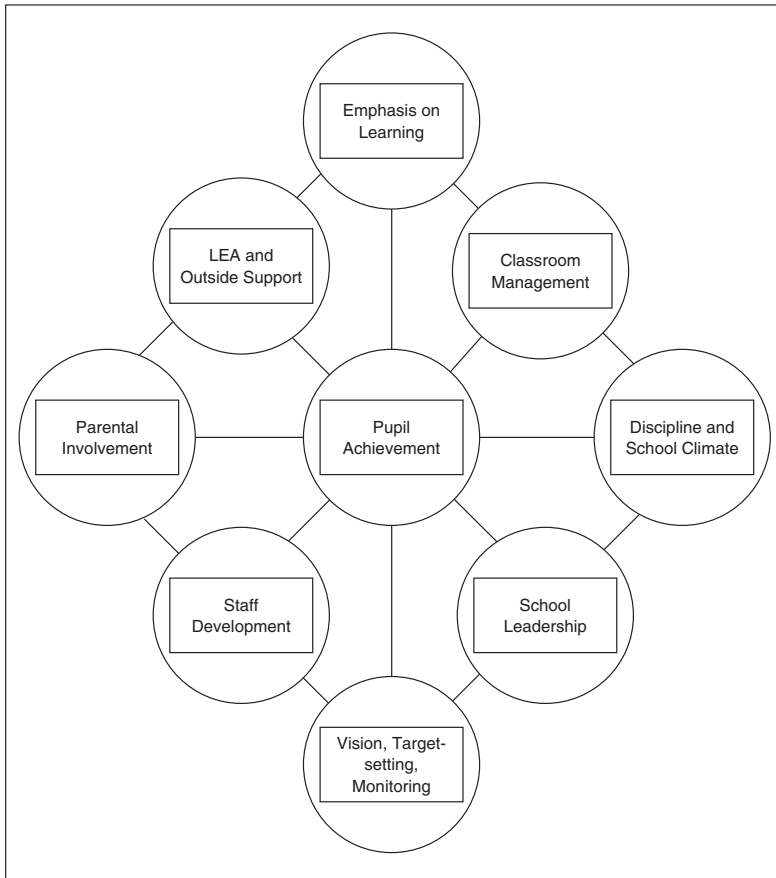 Emphasis on
Learning
LEA and
Outside Support
Classroom
Management
Parental
Involvement
Pupil
Achievement
Discipline and
School Climate
Staff
Development
School
Leadership
Vision, Target-
setting,
Monitoring